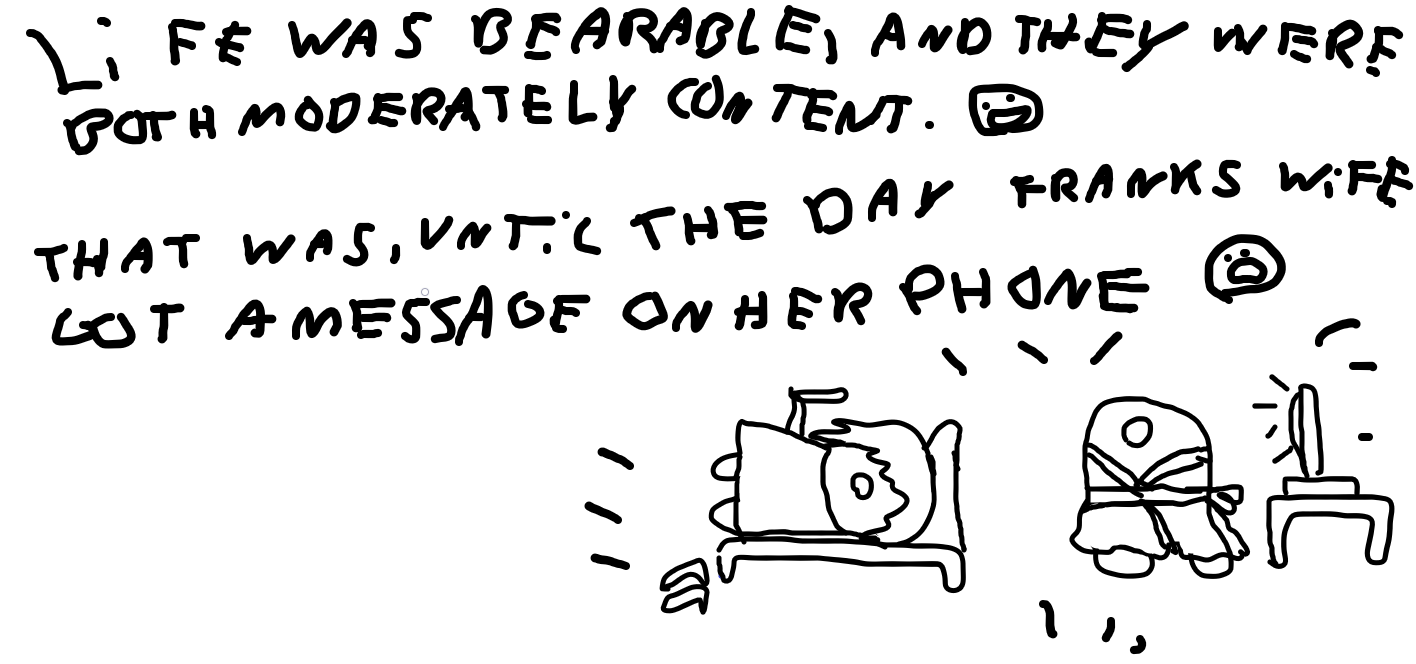 LiFE WAS BEARABLE, AND THEY WERE
BOTH MODERATELY CONTENT.
THAT WAS, UNTiL THE DAY FRANKS WiFE
GOT A MESSAGE ON HER PHONE